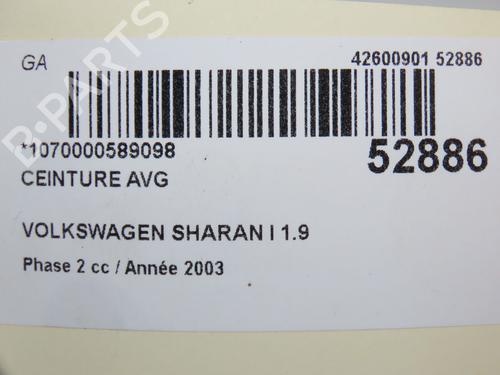 GA
42600901 52886
*1070000589098
52886
CEINTURE AVG
VOLKSWAGEN SHARAN I 1.9
Phase 2 cc / Année 2003
B-PARTS